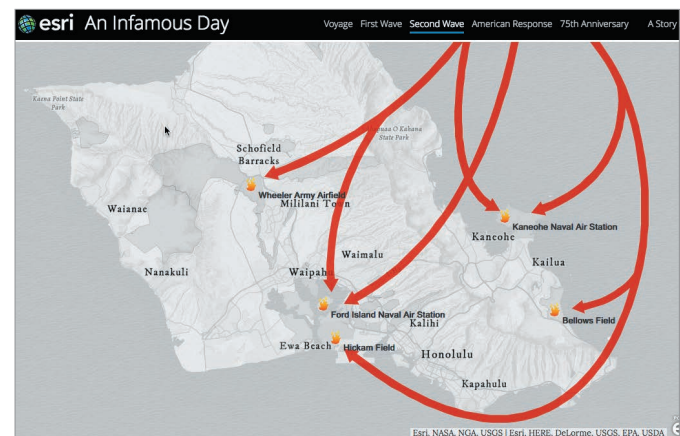 esri An Infamous Day
Voyage First Wave Second Wave American Response 75th Anniversary A Story
Kaena Point State
Park
O Kahana
State Park
Schofield
Barracks
Wheeler Army Airfield
Mililani Town
Waianae
Kaneohe Naval Air Station
Kaneohe
Waimalu
Kailua
Nanakuli
Waipahu
Ford Island Naval Air Station
Bellows Field
Kalihi
Ewa Beach
Hickam Field
Honolulu
Kapahulu
Esri, NASA, NGA, USGS | Esri, HERE, DeLorme, USGS, EPA, USDA